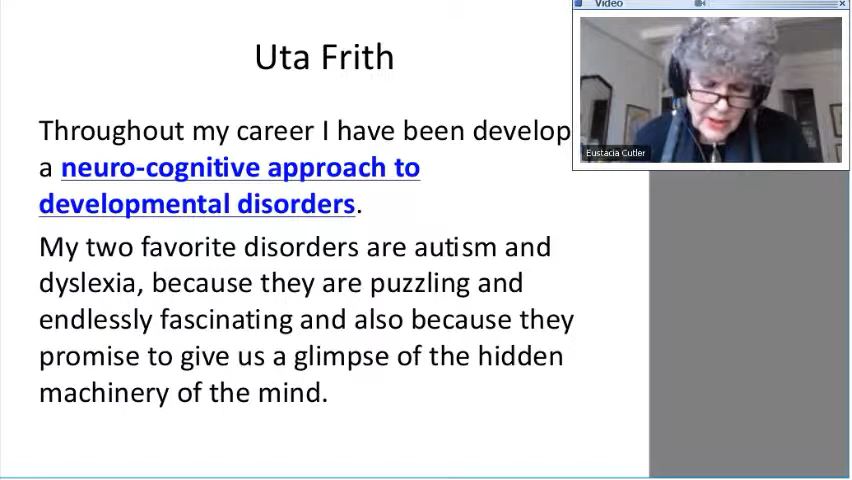 Uta Frith
Throughout my career I have been develop
a neuro-cognitive approach to
developmental disorders.
My two favorite disorders are autism and
dyslexia, because they are puzzling and
endlessly fascinating and also because they
promise to give us a glimpse of the hidden
machinery of the mind.
Video
Eustacia Cutler